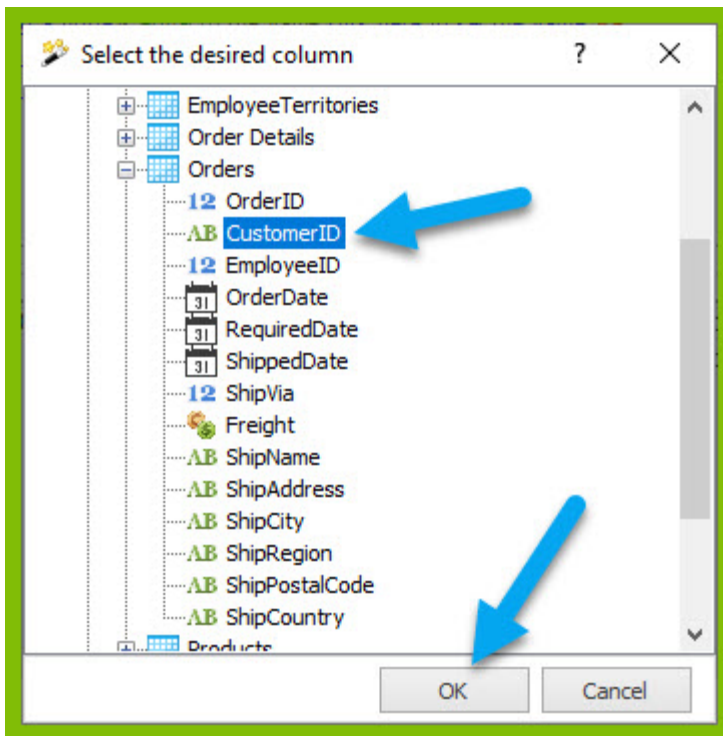 Select the desired column ?
EmployeeTerritories
Order Details
Orders
12 OrderID
AB CustomerID
12 EmployeeID
31 OrderDate
31 RequiredDate
31 ShippedDate
12 ShipVia
Freight
AB ShipName
AB ShipAddress
AB ShipCity
AB ShipRegion
AB ShipPostalCode
AB ShipCountry
Products
OK Cancel